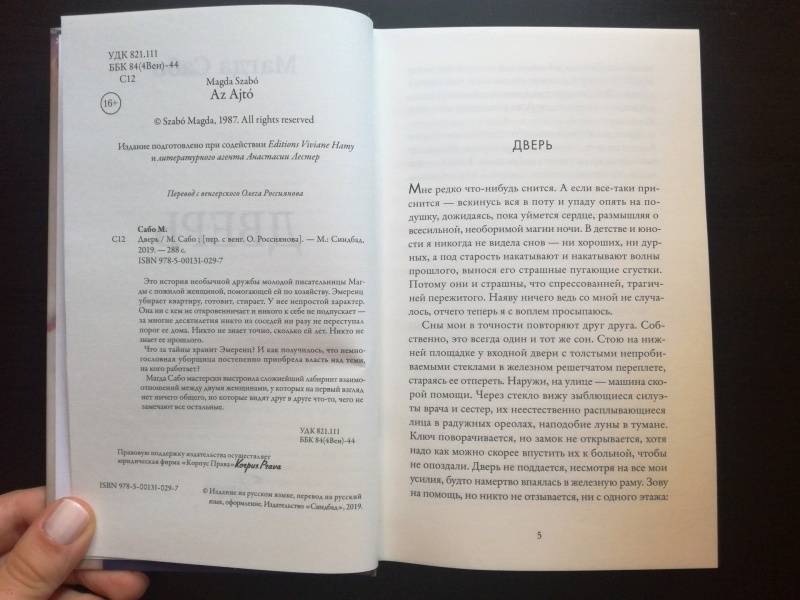 УДК 821.111
ББК 84(4Вен)-44
С12
16+
Magda Szabó
Az Ajtó
© Szabó Magda, 1987. All rights reserved
Издание подготовлено при содействии Editions Viviane Hamy
и литературного агента Анастасии Лестер
Перевод с венгерского Олега Россиянова
Сабо М.
С12 Дверь / М. Сабо ; [пер. с венг. О. Россиянова]. — М.: Синдбад,
2019. — 288 с.
ISBN 978-5-00131-029-7
Это история необычной дружбы молодой писательницы Маг-
ды с пожилой женщиной, помогающей ей по хозяйству. Эмеренц
убирает квартиру, готовит, стирает. У нее непростой характер.
Она ни с кем не откровенничает и никого к себе не подпускает —
за многие десятилетия никто из соседей ни разу не переступал
порог ее дома. Никто не знает точно, сколько ей лет. Никто не
знает ее прошлого.
Что за тайны хранит Эмеренц? И как получилось, что немно-
гословная уборщица постепенно приобрела власть над теми,
на кого работает?
Магда Сабо мастерски выстроила сложнейший лабиринт взаимо-
отношений между двумя женщинами, у которых на первый взгляд
нет ничего общего, но которые видят друг в друге что-то, чего не
замечают все остальные.
УДК 821.111
ББК 84(4Вен)-44
Правовую поддержку издательства осуществляет
юридическая фирма «Корпус Права» Korpus Prava
ISBN 978-5-00131-029-7
© Издание на русском языке, перевод на русский
язык, оформление. Издательство «Синдбад», 2019.
ДВЕРЬ
Мне редко что-нибудь снится. А если все-таки при-
снится — вскинусь вся в поту и упаду опять на по-
душку, дожидаясь, пока уймется сердце, размышляя о
всесильной, необоримой магии ночи. В детстве и юно-
сти я никогда не видела снов — ни хороших, ни дур-
ных, а под старость накатывают и накатывают волны
прошлого, вынося его страшные пугающие сгустки.
Потому они и страшны, что спрессованней, трагич-
ней пережитого. Наяву ничего ведь со мной не случа-
лось, отчего теперь я с воплем просыпаюсь.
Сны мои в точности повторяют друг друга. Соб-
ственно, это всегда один и тот же сон. Стою на ниж-
ней площадке у входной двери с толстыми непроби-
ваемыми стеклами в железном решетчатом переплете,
стараясь ее отпереть. Наружи, на улице — машина ско-
рой помощи. Через стекло вижу зыблющиеся силуэ-
ты врача и сестер, их неестественно расплывающиеся
лица в радужных ореолах, наподобие луны в тумане.
Ключ поворачивается, но замок не открывается, хотя
надо как можно скорее впустить их к больной, чтобы
не опоздали. Дверь не поддается, несмотря на все мои
усилия, будто намертво впаялась в железную раму. Зову
на помощь, но никто не отзывается, ни с одного этажа:
5